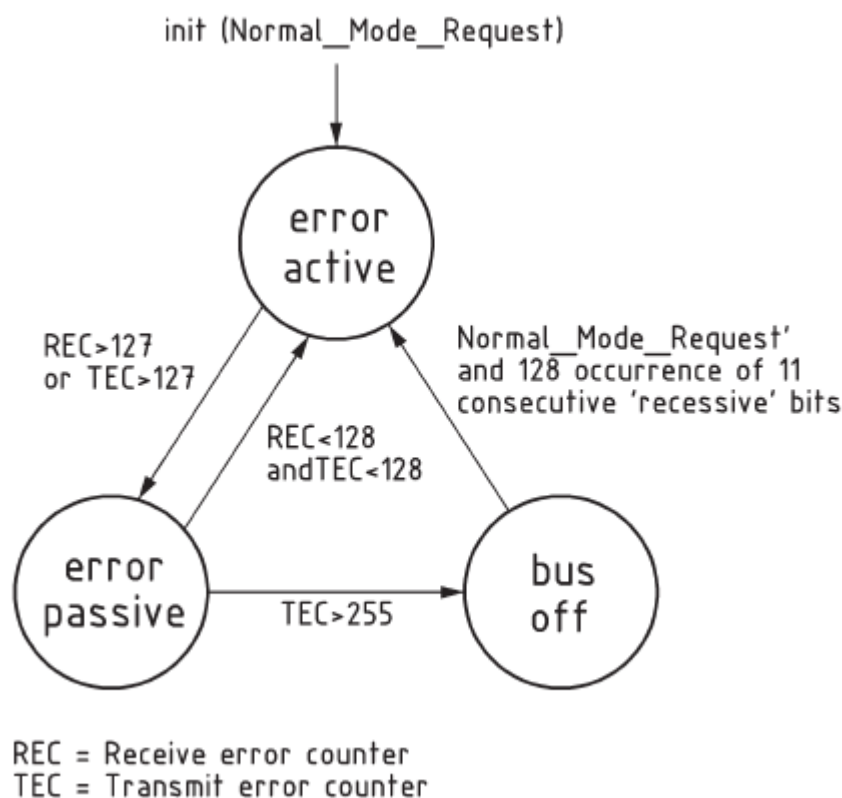 init (Normal_Mode_Request)
error
active
REC>127
or TEC>127
Normal_Mode_Request'
and 128 occurrence of 11
consecutive 'recessive' bits
REC<128
andTEC<128
error
passive
TEC>255
bus
off
REC = Receive error counter
TEC = Transmit error counter